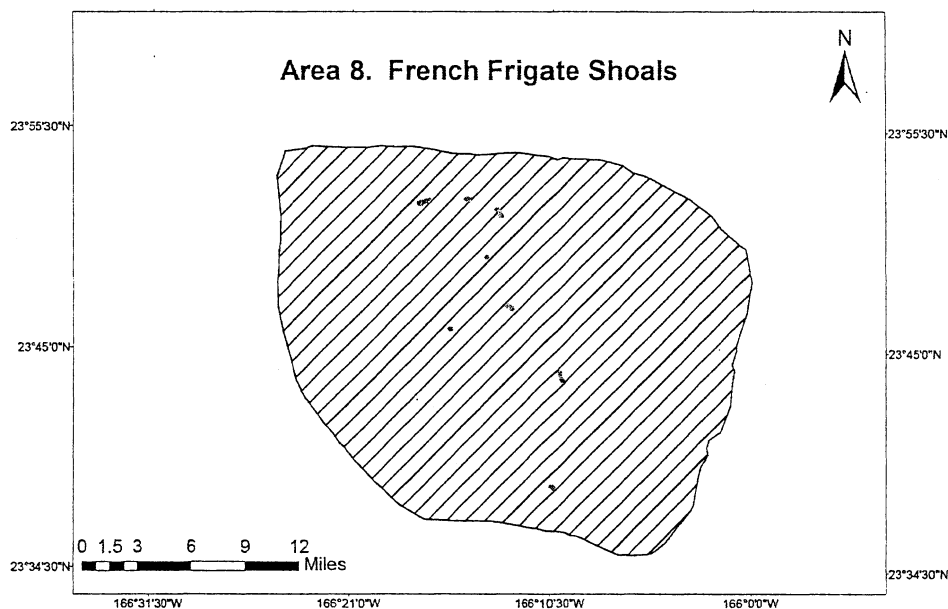 Area 8. French Frigate Shoals
N
23°55'30"N
23°55'30"N
23°45'0"N
23°45'0"N
0 1.5 3 6 9 12
Miles
23°34'30"N
23°34'30"N
166°31'30"W 166°21'0"W 166°10'30"W 166°0'0"W